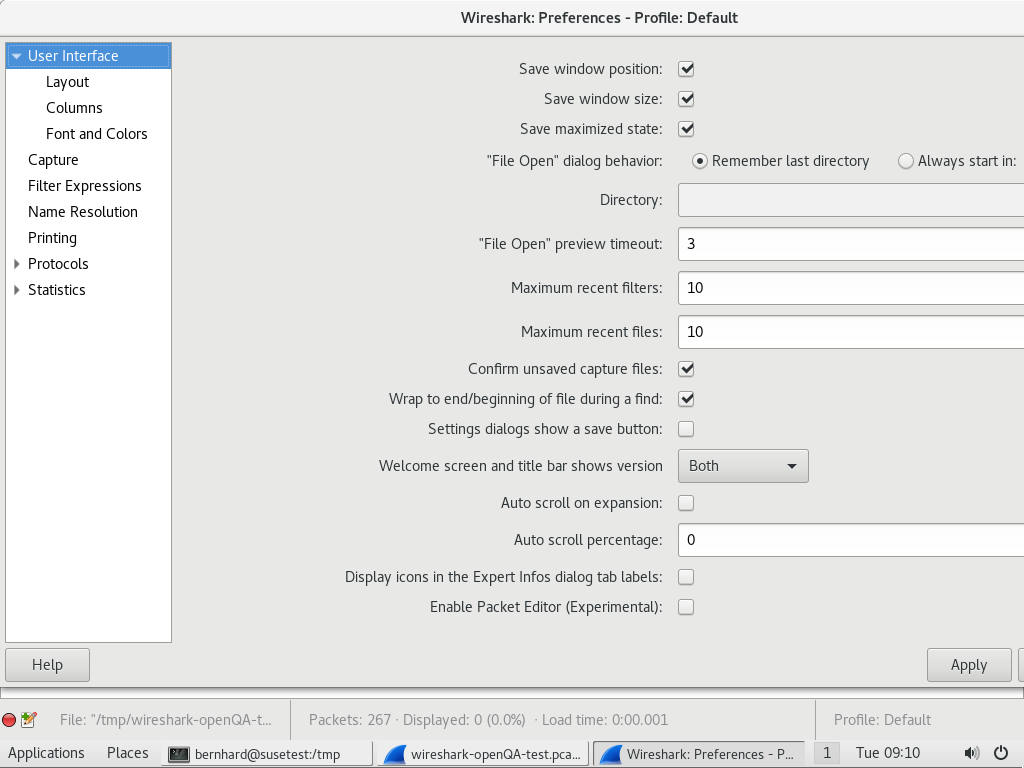 Wireshark: Preferences - Profile: Default
User Interface
Layout
Columns
Font and Colors
Capture
Filter Expressions
Name Resolution
Printing
Protocols
Statistics
Save window position:
Save window size:
Save maximized state:
"File Open" dialog behavior: Remember last directory Always start in:
Directory:
"File Open" preview timeout: 3
Maximum recent filters: 10
Maximum recent files: 10
Confirm unsaved capture files:
Wrap to end/beginning of file during a find:
Settings dialogs show a save button:
Welcome screen and title bar shows version Both
Auto scroll on expansion:
Auto scroll percentage: 0
Display icons in the Expert Infos dialog tab labels:
Enable Packet Editor (Experimental):
Help Apply
File: "/tmp/wireshark-openQA-t... Packets: 267 · Displayed: 0 (0.0%) · Load time: 0:00.001 Profile: Default
Applications Places bernhard@susetest:/tmp wireshark-openQA-test.pca... Wireshark: Preferences - P... 1 Tue 09:10